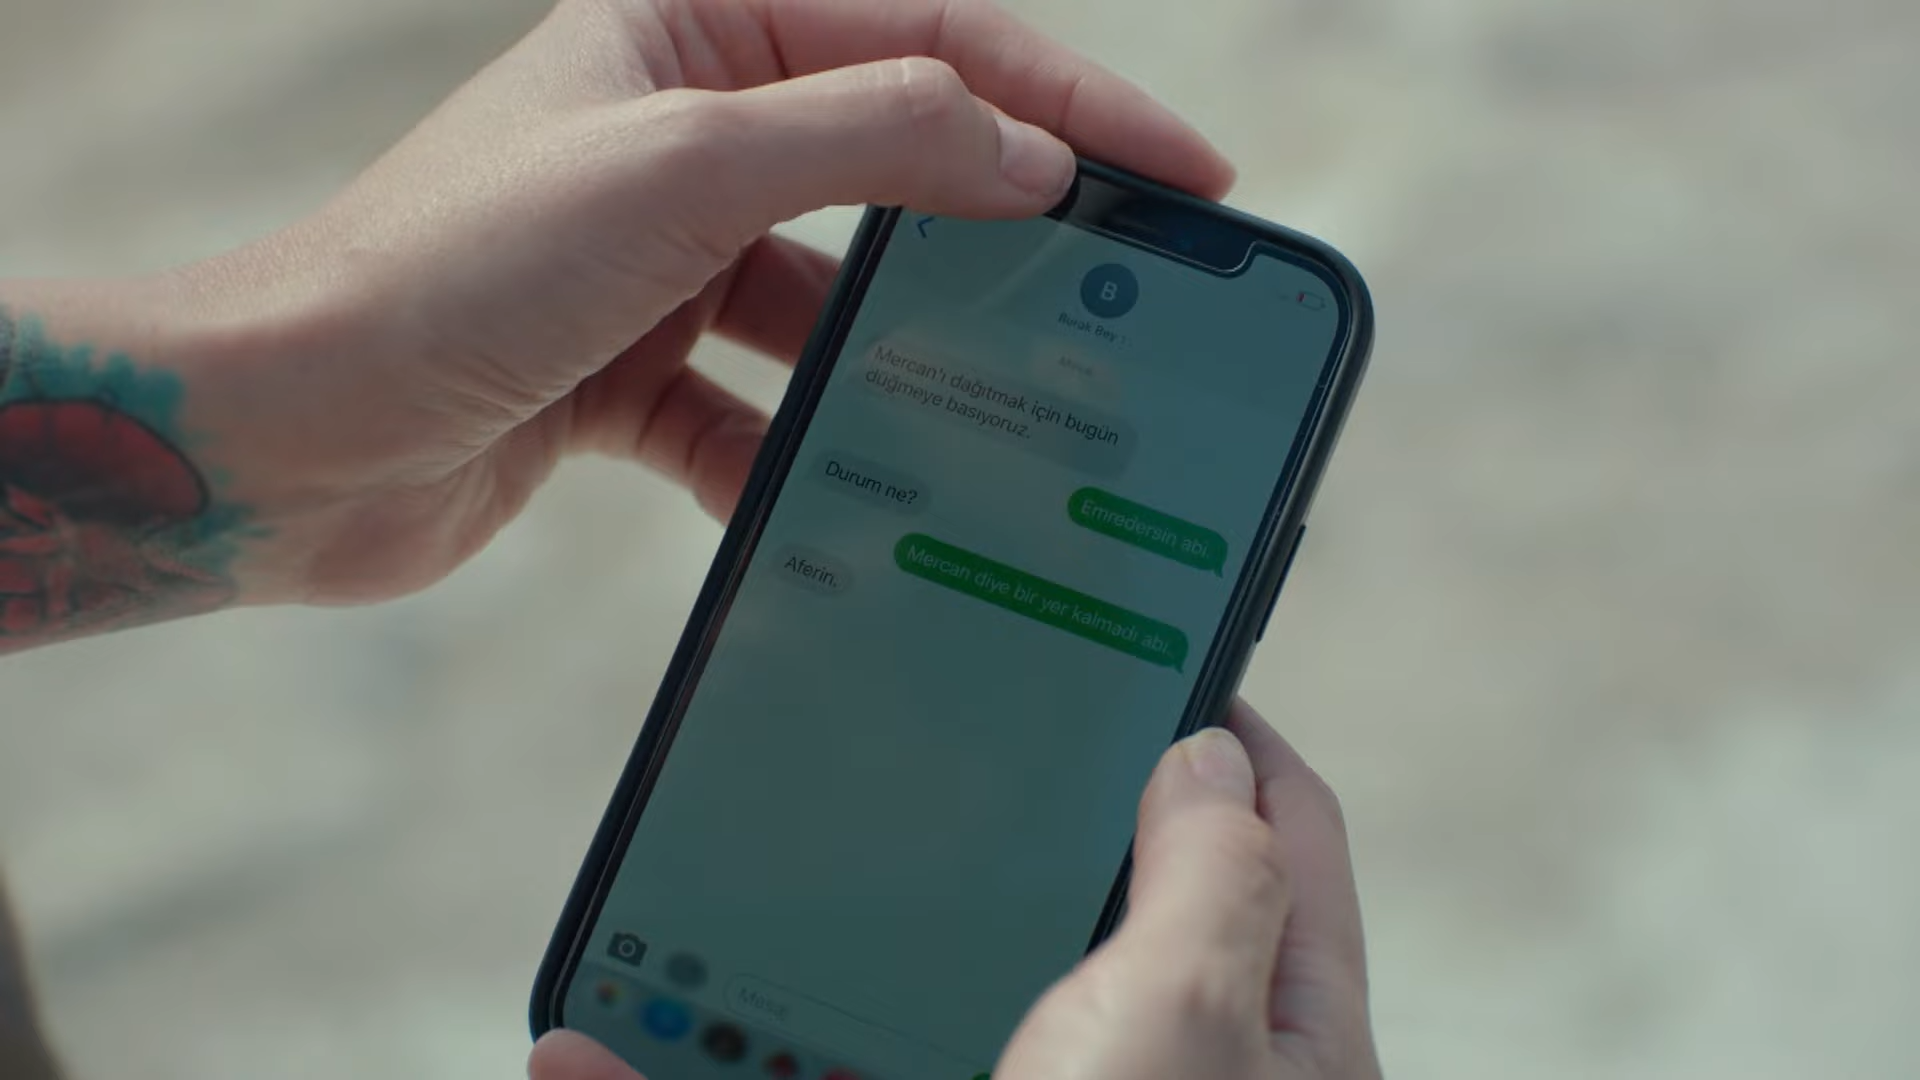 B
Burak Bey
Mesaj
Mercan'ı dağıtmak için bugün
düğmeye basıyoruz.
Emredersin abi.
Durum ne?
Mercan diye bir yer kalmadı abi.
Aferin.
Mesaj